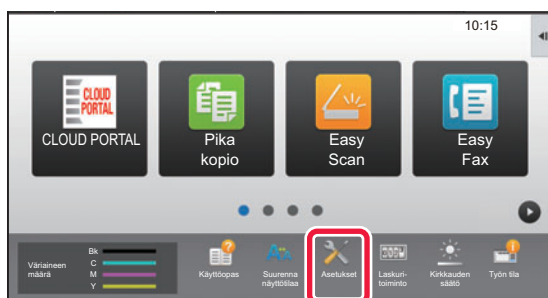 10:15
CLOUD
PORTAL
CLOUD PORTAL
Pika
kopio
Easy
Scan
Easy
Fax
Väriaineen
määrä
Bk
C
M
Y
Käyttöopas
Suurenna
näyttötilaa
Asetukset
Laskuri-
toiminto
Kirkkauden
säätö
Työn tila